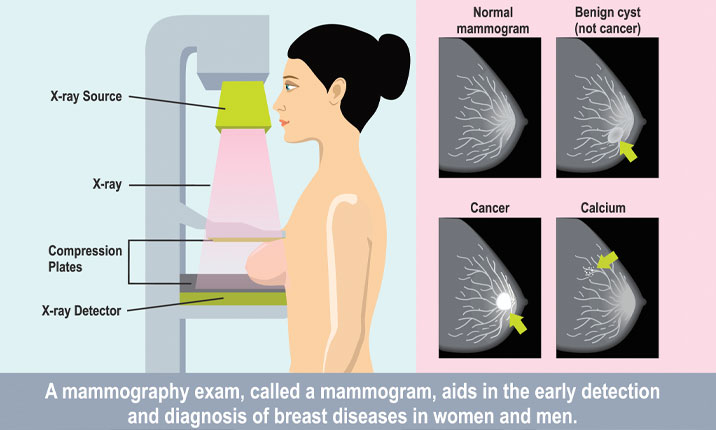 X-ray Source
X-ray
Compression
Plates
X-ray Detector
Normal
mammogram
Benign cyst
(not cancer)
Cancer
Calcium
A mammography exam, called a mammogram, aids in the early detection
and diagnosis of breast diseases in women and men.